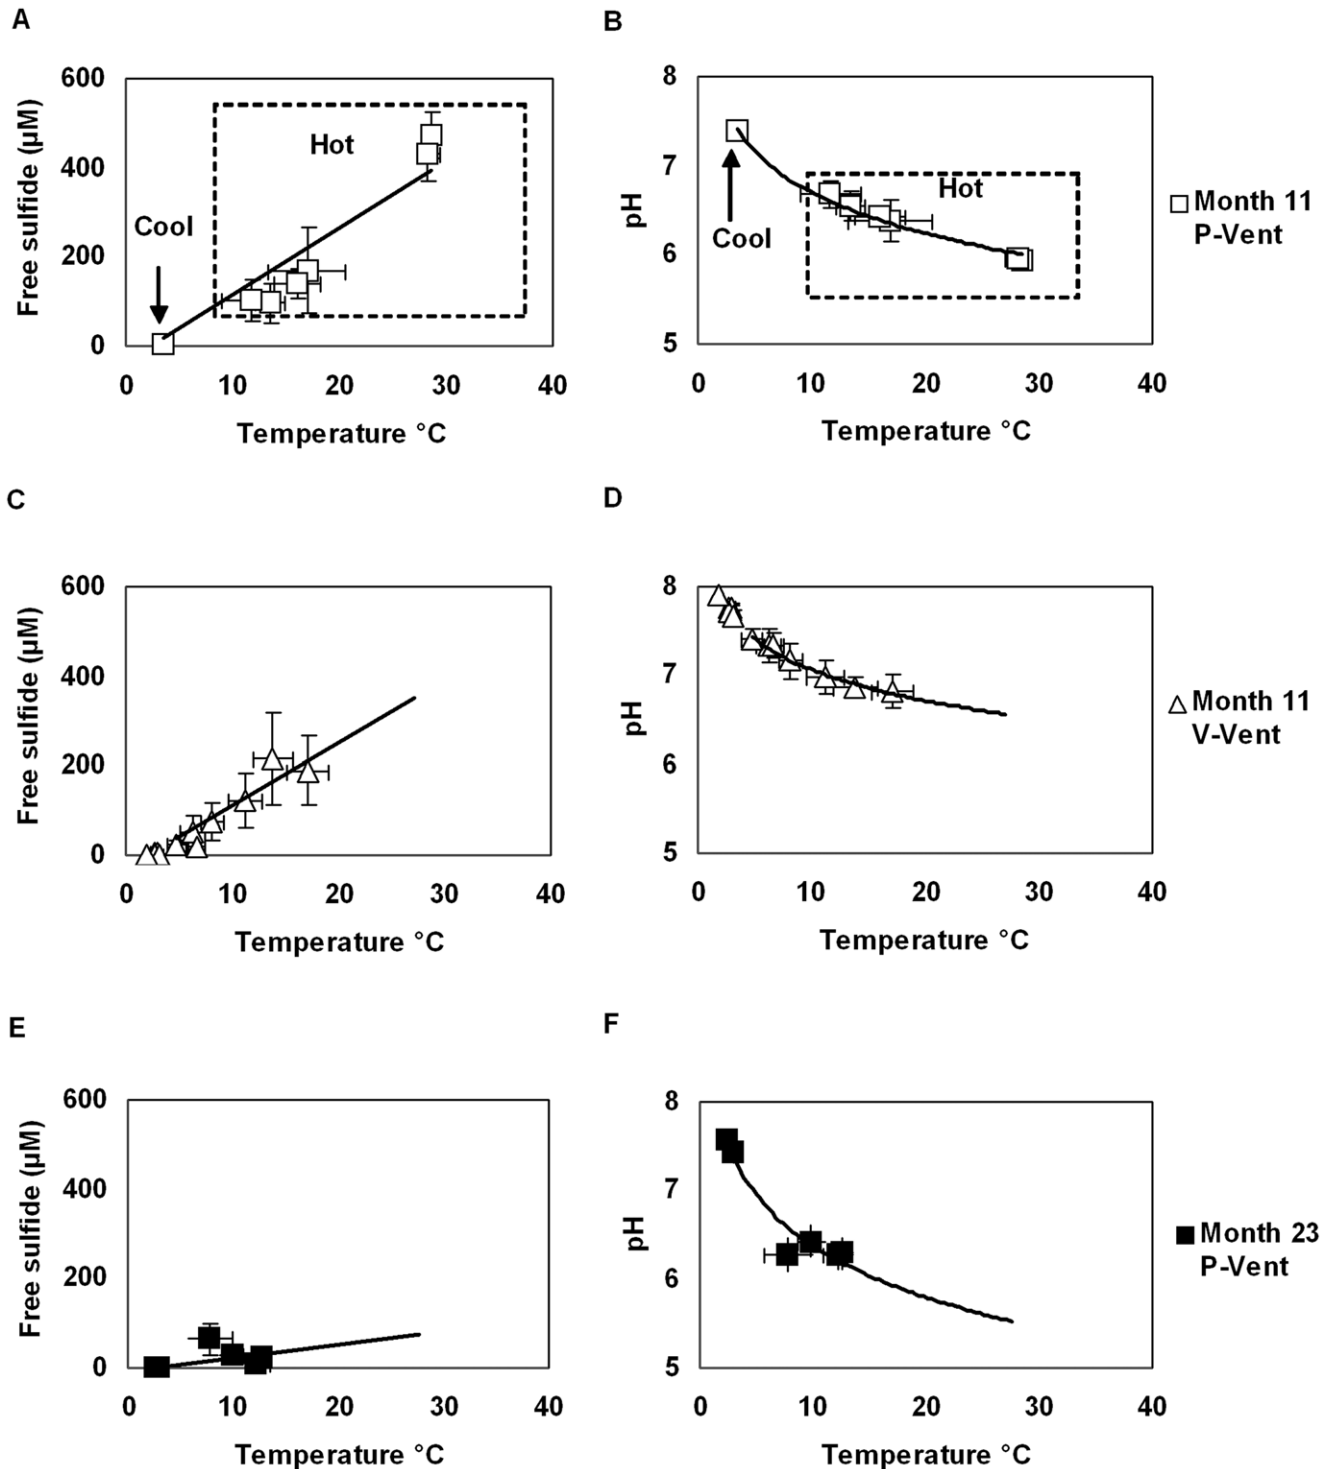 A
B
600
400
200
0
Free sulfide (µM)
Hot
Cool
0 10 20 30 40
Temperature °C
8
7
6
5
pH
Hot
Cool
0 10 20 30 40
Temperature °C
Month 11
P-Vent
C
D
600
400
200
0
Free sulfide (µM)
0 10 20 30 40
Temperature °C
8
7
6
5
pH
0 10 20 30 40
Temperature °C
Month 11
V-Vent
E
F
600
400
200
0
Free sulfide (µM)
0 10 20 30 40
Temperature °C
8
7
6
5
pH
0 10 20 30 40
Temperature °C
Month 23
P-Vent